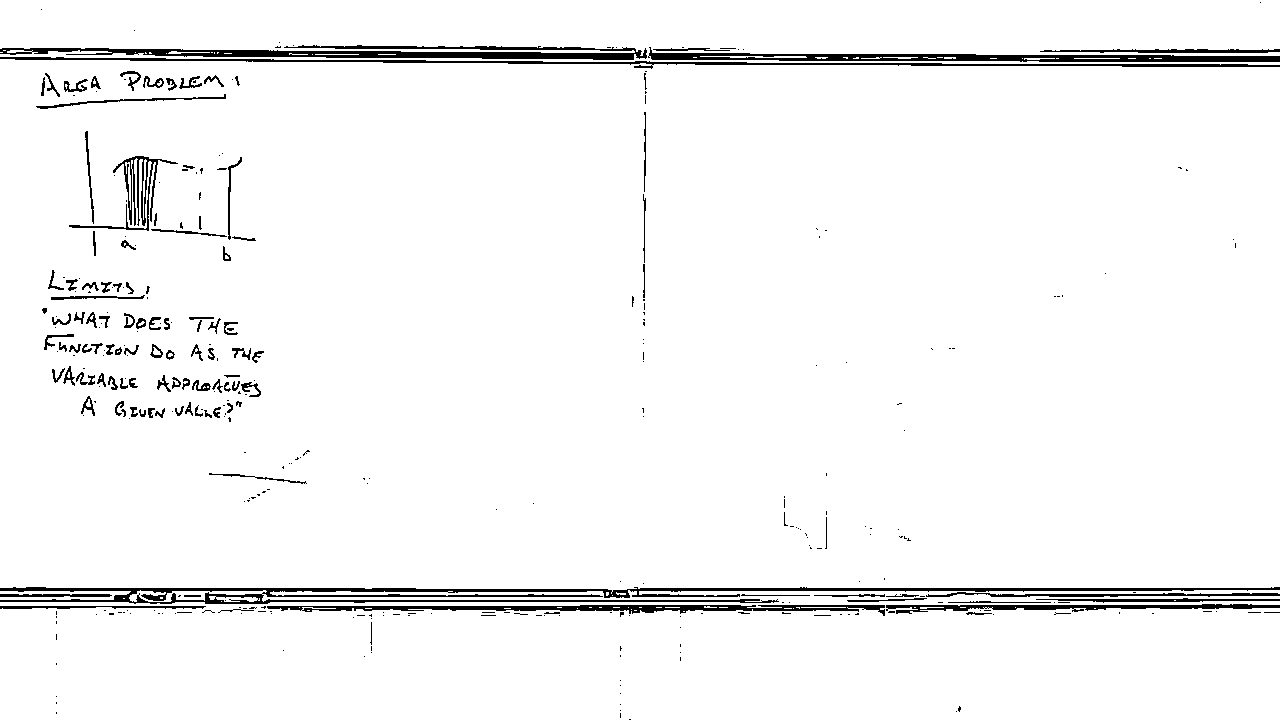 AREA PROBLEM:
a
b
LIMITS:
"WHAT DOES THE
FUNCTION DO AS THE
VARIABLE APPROACHES
A GIVEN VALUE?"